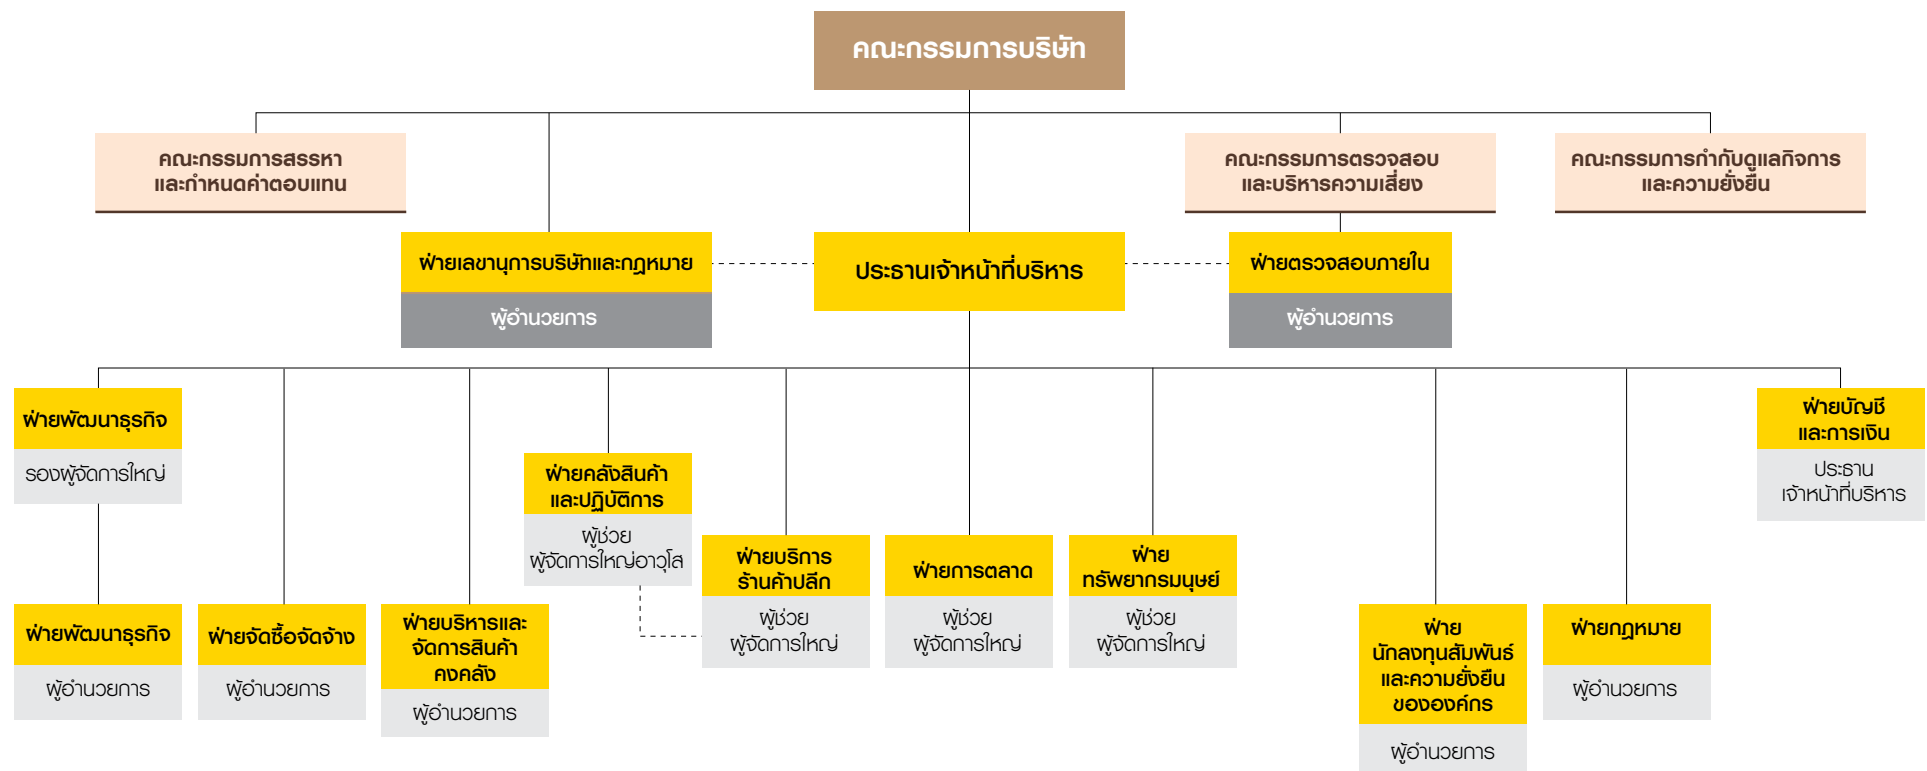 คณะกรรมการบริษัท
คณะกรรมการสรรหา
และกำหนดค่าตอบแทน
คณะกรรมการตรวจสอบ
และบริหารความเสี่ยง
คณะกรรมการกำกับดูแลกิจการ
และความยั่งยืน
ฝ่ายเลขานุการบริษัทและกฎหมาย
ผู้อำนวยการ
ประธานเจ้าหน้าที่บริหาร
ฝ่ายตรวจสอบภายใน
ผู้อำนวยการ
ฝ่ายพัฒนาธุรกิจ
รองผู้จัดการใหญ่
ฝ่ายบัญชี
และการเงิน
ประธาน
เจ้าหน้าที่บริหาร
ฝ่ายคลังสินค้า
และปฏิบัติการ
ผู้ช่วย
ผู้จัดการใหญ่อาวุโส
ฝ่ายบริการ
ร้านค้าปลีก
ผู้ช่วย
ผู้จัดการใหญ่
ฝ่ายการตลาด
ผู้ช่วย
ผู้จัดการใหญ่
ฝ่าย
ทรัพยากรมนุษย์
ผู้ช่วย
ผู้จัดการใหญ่
ฝ่ายพัฒนาธุรกิจ
ผู้อำนวยการ
ฝ่ายจัดซื้อจัดจ้าง
ผู้อำนวยการ
ฝ่ายบริหารและ
จัดการสินค้า
คงคลัง
ผู้อำนวยการ
ฝ่าย
นักลงทุนสัมพันธ์
และความยั่งยืน
ขององค์กร
ผู้อำนวยการ
ฝ่ายกฎหมาย
ผู้อำนวยการ